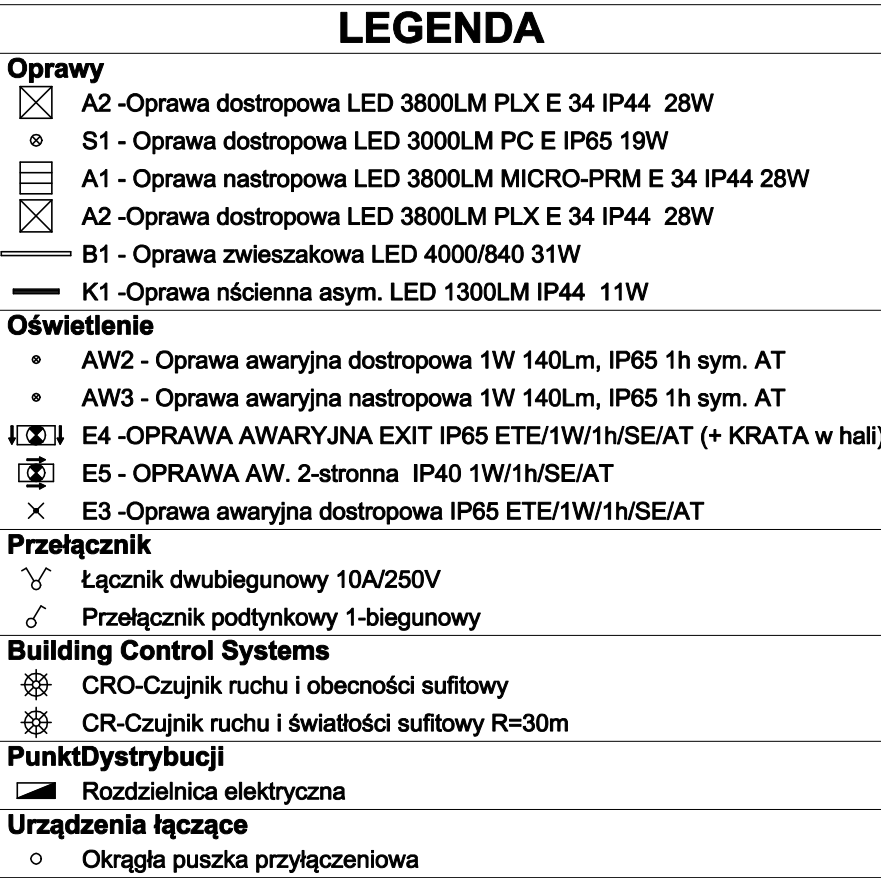 LEGENDA
Oprawy
A2 -Oprawa dostropowa LED 3800LM PLX E 34 IP44  28W
S1 - Oprawa dostropowa LED 3000LM PC E IP65 19W
A1 - Oprawa nastropowa LED 3800LM MICRO-PRM E 34 IP44 28W
A2 -Oprawa dostropowa LED 3800LM PLX E 34 IP44  28W
B1 - Oprawa zwieszakowa LED 4000/840 31W
K1 -Oprawa nścienna asym. LED 1300LM IP44  11W
Oświetlenie
AW2 - Oprawa awaryjna dostropowa 1W 140Lm, IP65 1h sym. AT
AW3 - Oprawa awaryjna nastropowa 1W 140Lm, IP65 1h sym. AT
E4 -OPRAWA AWARYJNA EXIT IP65 ETE/1W/1h/SE/AT (+ KRATA w hali)
E5 - OPRAWA AW. 2-stronna  IP40 1W/1h/SE/AT
E3 -Oprawa awaryjna dostropowa IP65 ETE/1W/1h/SE/AT
Przełącznik
Łącznik dwubiegunowy 10A/250V
Przełącznik podtynkowy 1-biegunowy
Building Control Systems
CRO-Czujnik ruchu i obecności sufitowy
CR-Czujnik ruchu i światłości sufitowy R=30m
PunktDystrybucji
Rozdzielnica elektryczna
Urządzenia łączące
Okrągła puszka przyłączeniowa